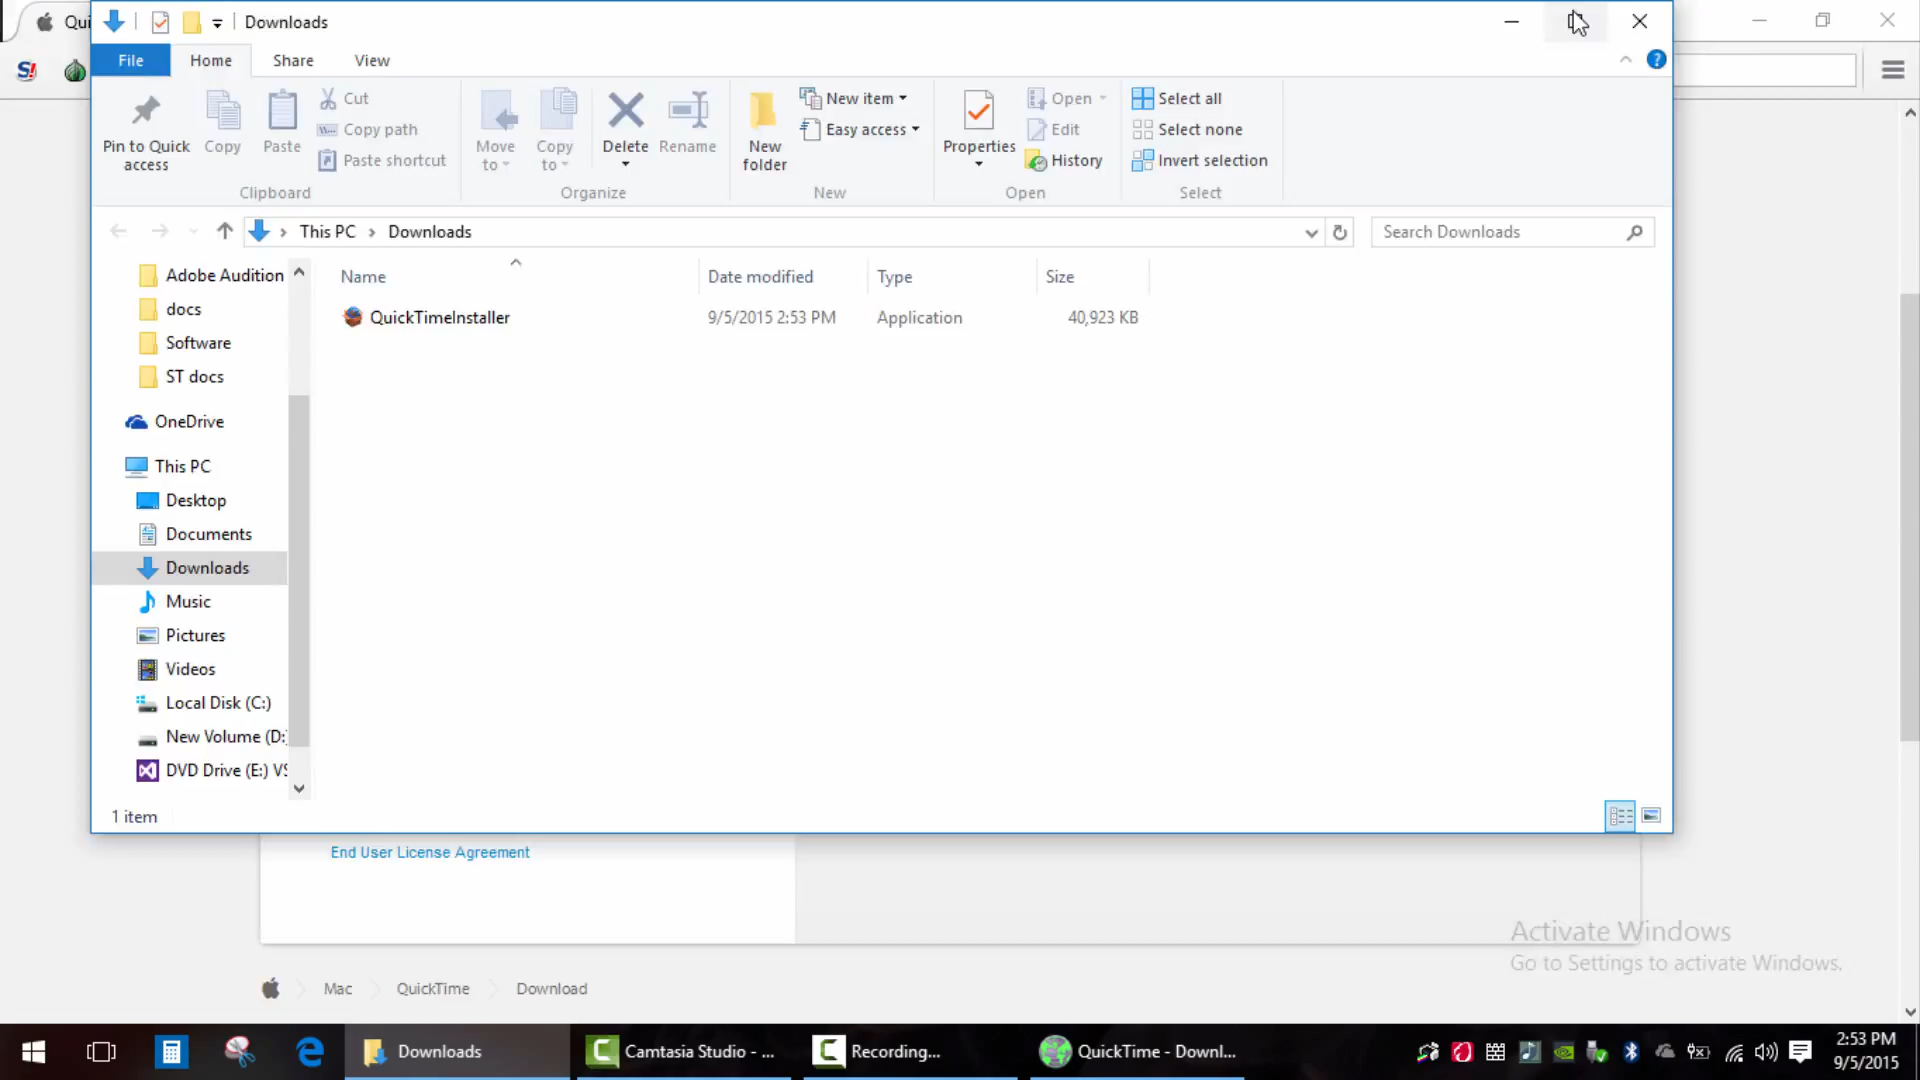 Qui
Downloads
File
Home
Share
View
Pin to Quick access
Copy
Paste
Cut
Copy path
Paste shortcut
Clipboard
Move to
Copy to
Delete
Rename
Organize
New folder
New item
Easy access
New
Properties
Open
Edit
History
Open
Select all
Select none
Invert selection
Select
This PC
Downloads
Search Downloads
Name
Date modified
Type
Size
QuickTimeInstaller
9/5/2015 2:53 PM
Application
40,923 KB
Adobe Audition
docs
Software
ST docs
OneDrive
This PC
Desktop
Documents
Downloads
Music
Pictures
Videos
Local Disk (C:)
New Volume (D:
DVD Drive (E:) VS
1 item
End User License Agreement
Activate Windows
Go to Settings to activate Windows.
Mac
QuickTime
Download
Downloads
Camtasia Studio - ...
Recording...
QuickTime - Downl...
2:53 PM
9/5/2015